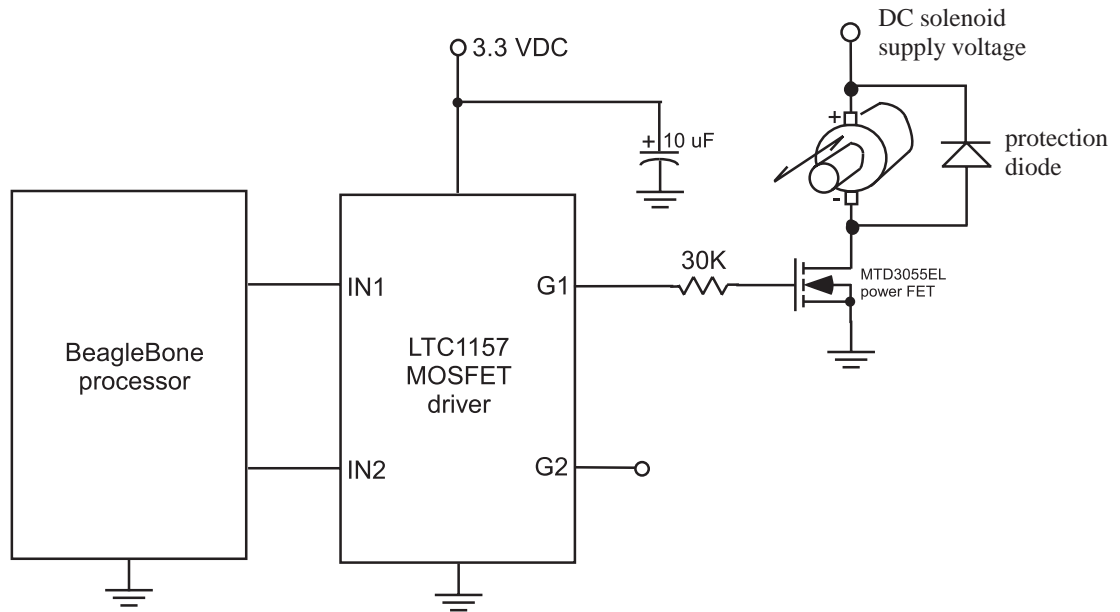 DC solenoid
supply voltage
3.3 VDC
+
10 uF
+
-
protection
diode
30K
MTD3055EL
power FET
BeagleBone
processor
IN1
G1
LTC1157
MOSFET
driver
IN2
G2